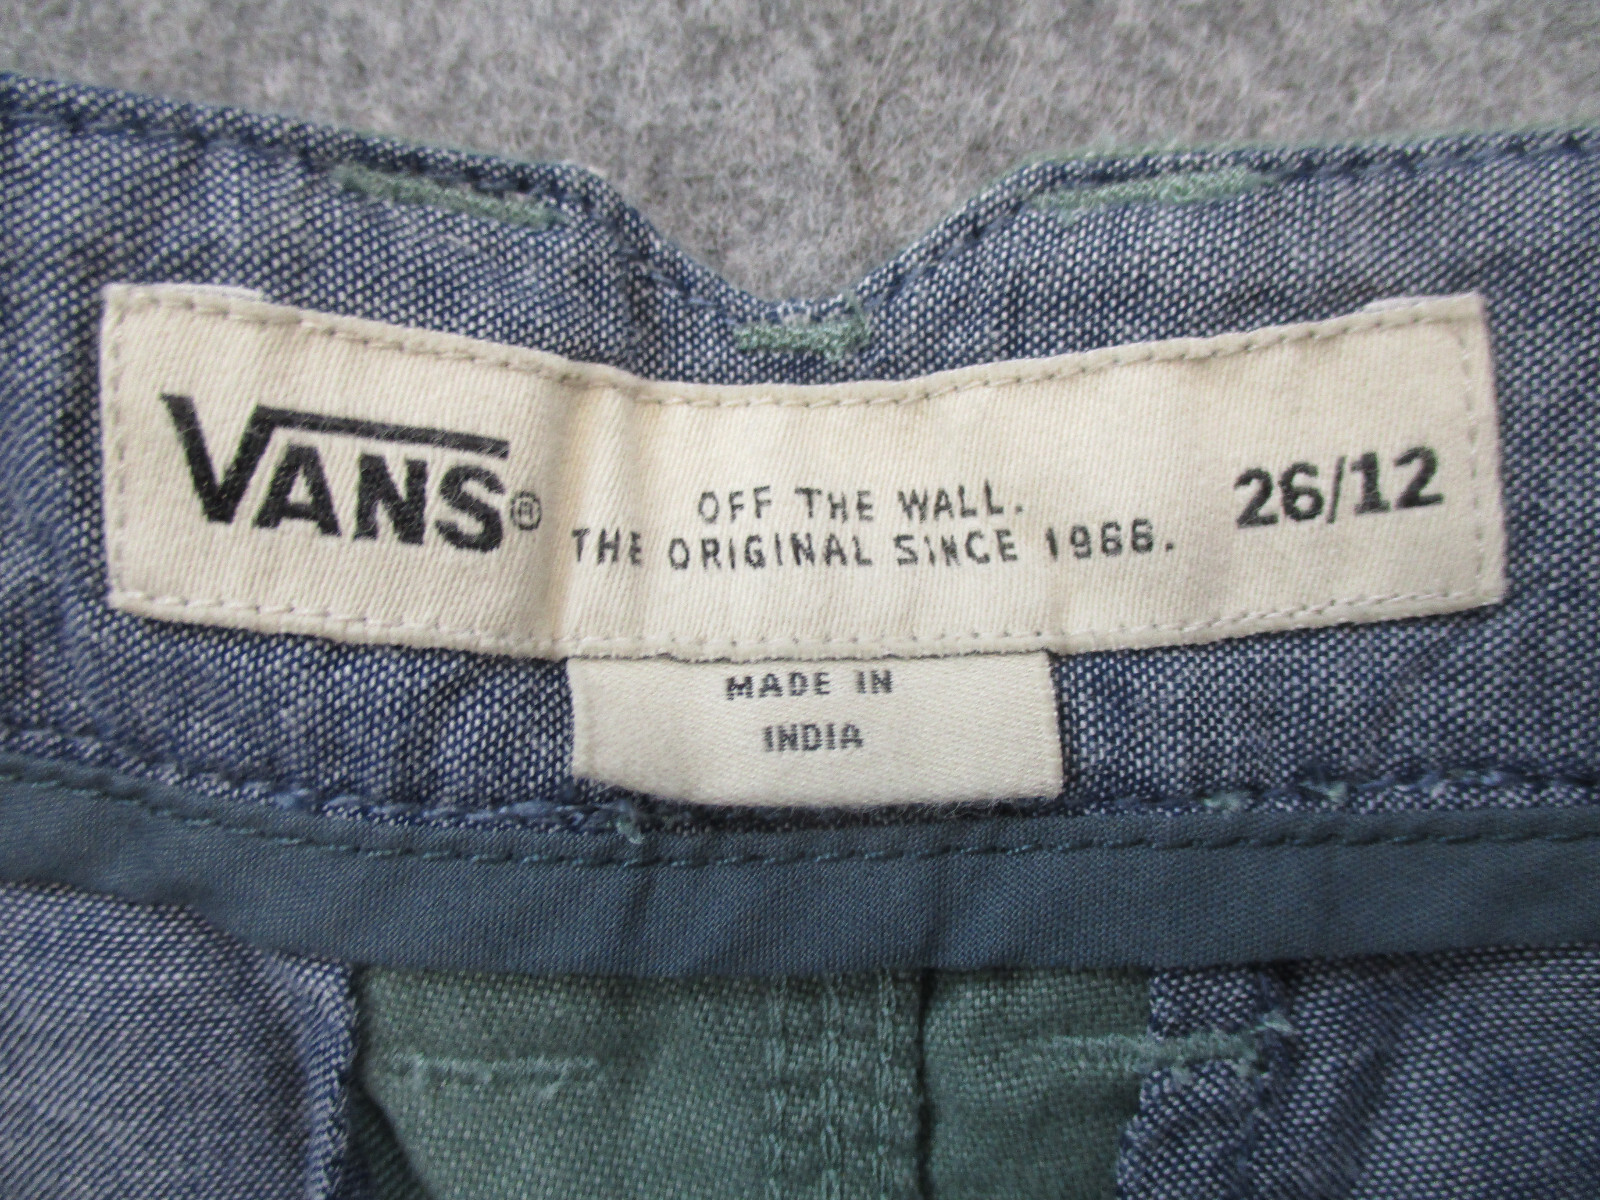 VANS®
OFF THE WALL.
THE ORIGINAL SINCE 1966.
26/12
MADE IN
INDIA